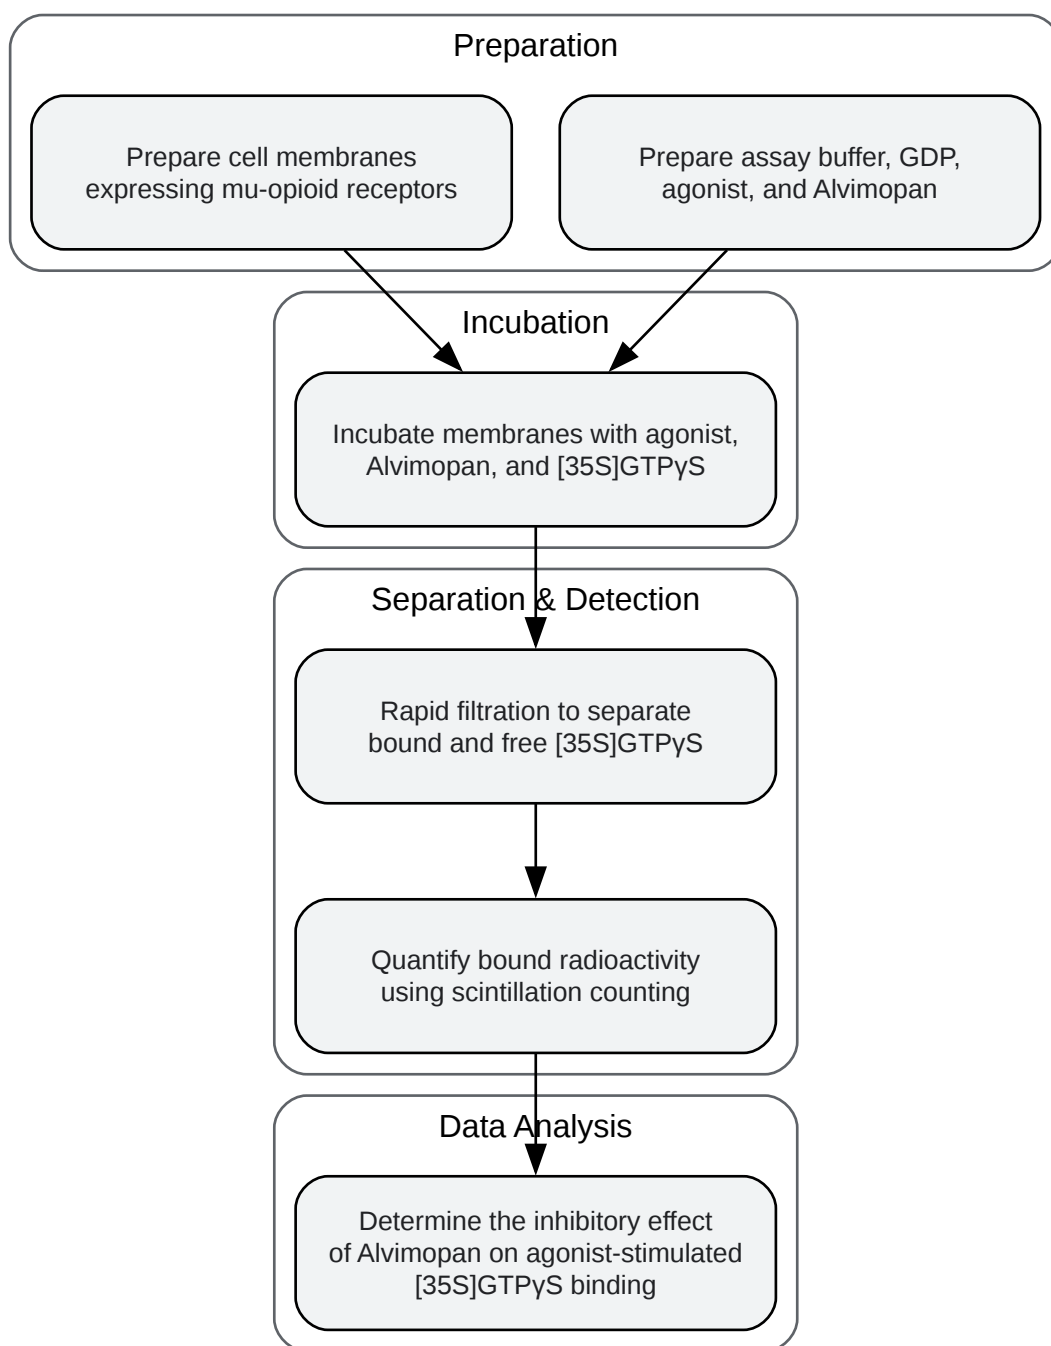 Preparation
Prepare cell membranes
expressing mu-opioid receptors
Prepare assay buffer, GDP,
agonist, and Alvimopan
Incubation
Incubate membranes with agonist,
Alvimopan, and [35S]GTPγS
Separation & Detection
Rapid filtration to separate
bound and free [35S]GTPγS
Quantify bound radioactivity
using scintillation counting
Data Analysis
Determine the inhibitory effect
of Alvimopan on agonist-stimulated
[35S]GTPγS binding